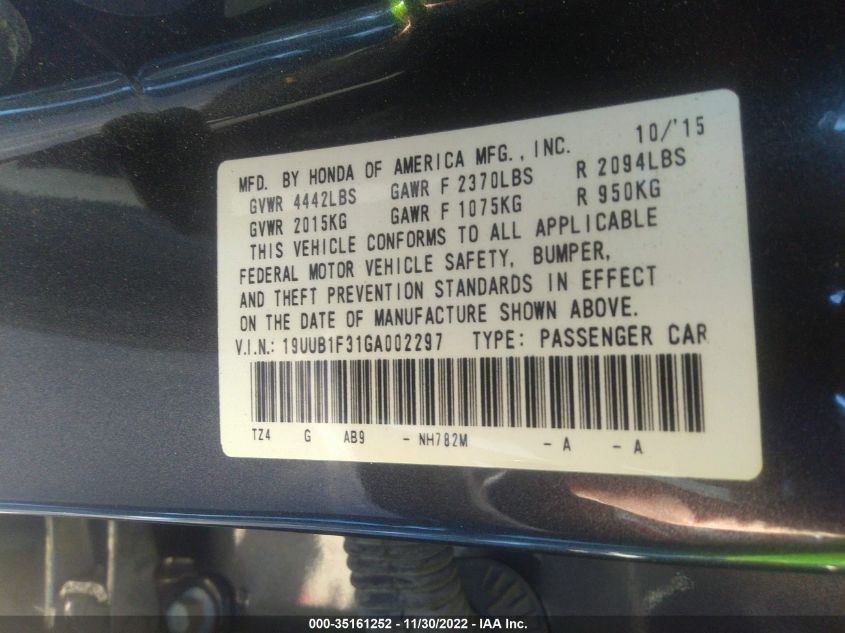 10/'15
MFD. BY HONDA OF AMERICA MFG., INC.
GVWR 4442LBS GAWR F 2370LBS R 2094LBS
GVWR 2015KG GAWR F 1075KG R 950KG
THIS VEHICLE CONFORMS TO ALL APPLICABLE
FEDERAL MOTOR VEHICLE SAFETY, BUMPER,
AND THEFT PREVENTION STANDARDS IN EFFECT
ON THE DATE OF MANUFACTURE SHOWN ABOVE.
V.I.N.: 19UUB1F31GA002297 TYPE: PASSENGER CAR
TZ4 G AB9 - NH782M - A - A
000-35161252 - 11/30/2022 - IAA Inc.